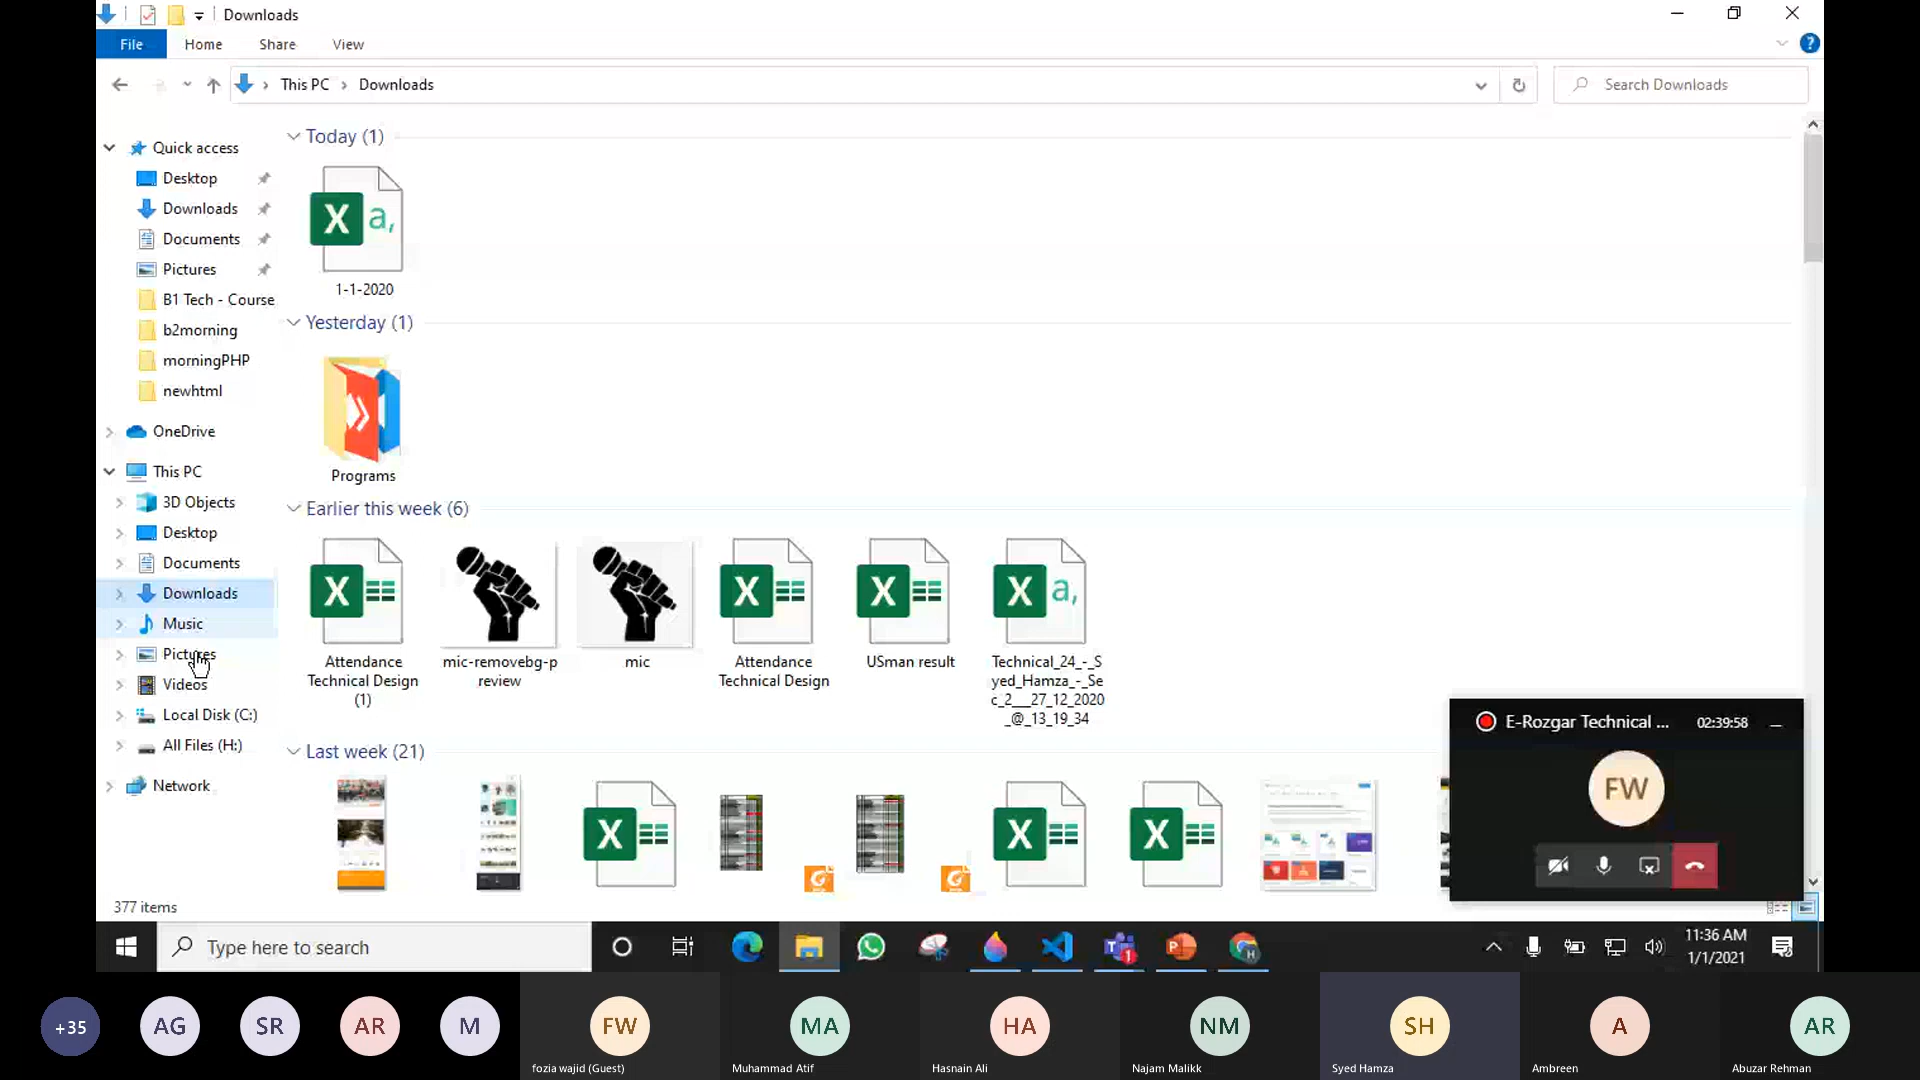 Downloads
File Home Share View
This PC Downloads
Search Downloads
Quick access
Desktop
Downloads
Documents
Pictures
B1 Tech - Course
b2morning
morningPHP
newhtml
OneDrive
This PC
3D Objects
Desktop
Documents
Downloads
Music
Pictures
Videos
Local Disk (C:)
All Files (H:)
Network
Today (1)
a,
1-1-2020
Yesterday (1)
Programs
Earlier this week (6)
a,
Attendance
Technical Design
(1)
mic-removebg-p
review
mic
Attendance
Technical Design
USman result
Technical_24_-_S
yed_Hamza_-_Se
c_2___27_12_2020
_@_13_19_34
Last week (21)
E-Rozgar Technical ... 02:39:58
FW
377 items
Type here to search
1
H
11:36 AM
1/1/2021
+35
AG
SR
AR
M
FW
fozia wajid (Guest)
MA
Muhammad Atif
HA
Hasnain Ali
NM
Najam Malikk
SH
Syed Hamza
A
Ambreen
AR
Abuzar Rehman